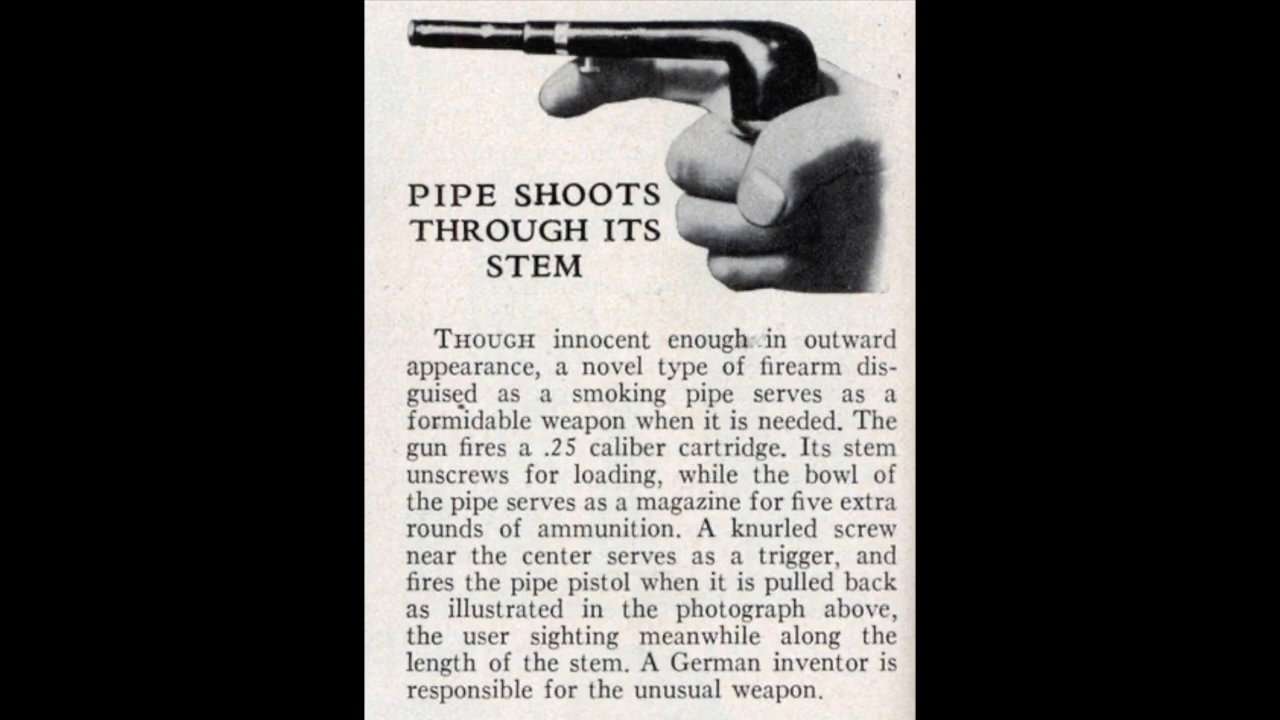 PIPE SHOOTS
THROUGH ITS
STEM
THOUGH innocent enough in outward
appearance, a novel type of firearm dis-
guised as a smoking pipe serves as a
formidable weapon when it is needed. The
gun fires a .25 caliber cartridge. Its stem
unscrews for loading, while the bowl of
the pipe serves as a magazine for five extra
rounds of ammunition. A knurled screw
near the center serves as a trigger, and
fires the pipe pistol when it is pulled back
as illustrated in the photograph above,
the user sighting meanwhile along the
length of the stem. A German inventor is
responsible for the unusual weapon.